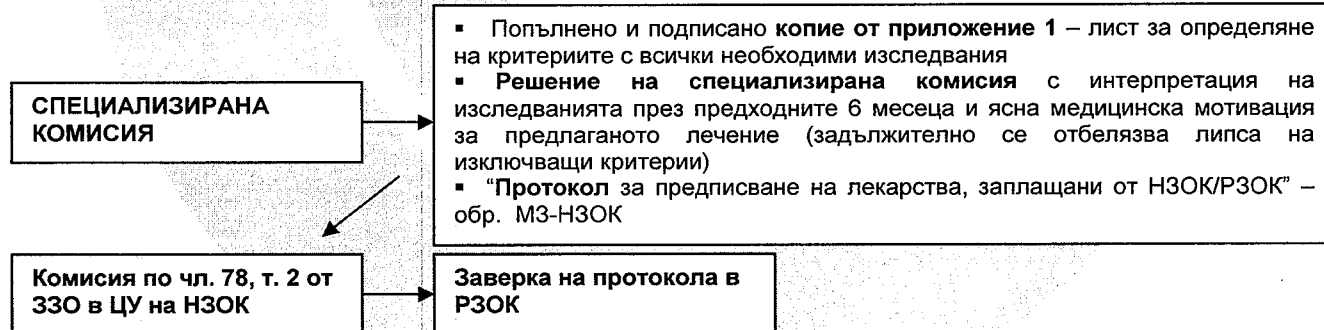 СПЕЦИАЛИЗИРАНА
КОМИСИЯ
▪ Попълнено и подписано копие от приложение 1 – лист за определяне
на критериите с всички необходими изследвания
▪ Решение на специализирана комисия с интерпретация на
изследванията през предходните 6 месеца и ясна медицинска мотивация
за предлаганото лечение (задължително се отбелязва липса на
изключващи критерии)
▪ “Протокол за предписване на лекарства, заплащани от НЗОК/РЗОК” –
обр. МЗ-НЗОК
Комисия по чл. 78, т. 2 от
ЗЗО в ЦУ на НЗОК
Заверка на протокола в
РЗОК